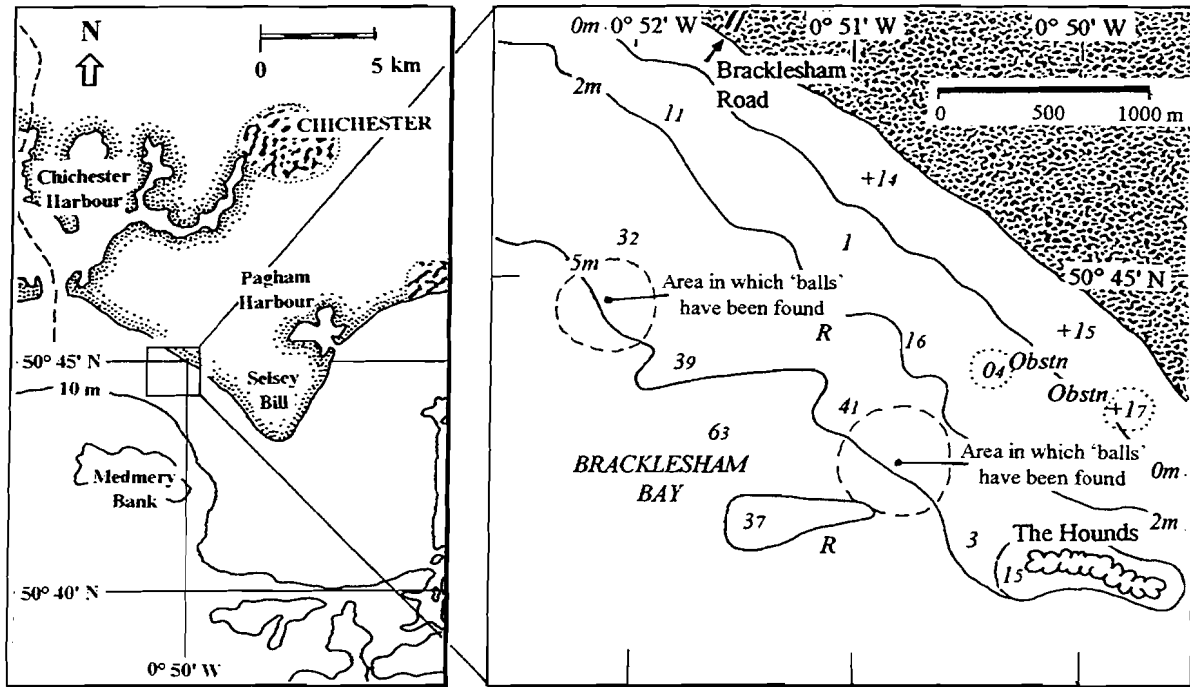 N
0
5 km
CHICHESTER
Chichester
Harbour
Pagham
Harbour
50° 45' N
10 m
Selsey
Bill
Medmery
Bank
50° 40' N
0° 50' W
0m
0° 52' W
0° 51' W
0° 50' W
Bracklesham
Road
0
500
1000 m
2m
11
+14
32
1
50° 45' N
5m
Area in which 'balls'
have been found
R
16
+15
39
04 Obstn
Obstn
+17
41
63
BRACKLESHAM
BAY
Area in which 'balls'
have been found
0m
37
R
3
2m
The Hounds
15